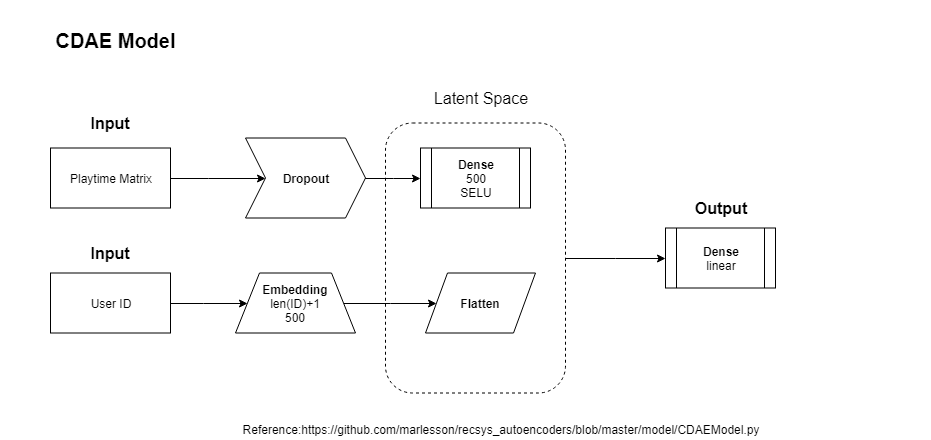 CDAE Model
Latent Space
Input
Playtime Matrix
Dropout
Dense
500
SELU
Output
Dense
linear
Input
User ID
Embedding
len(ID)+1
500
Flatten
Reference:https://github.com/marlesson/recsys_autoencoders/blob/master/model/CDAEModel.py